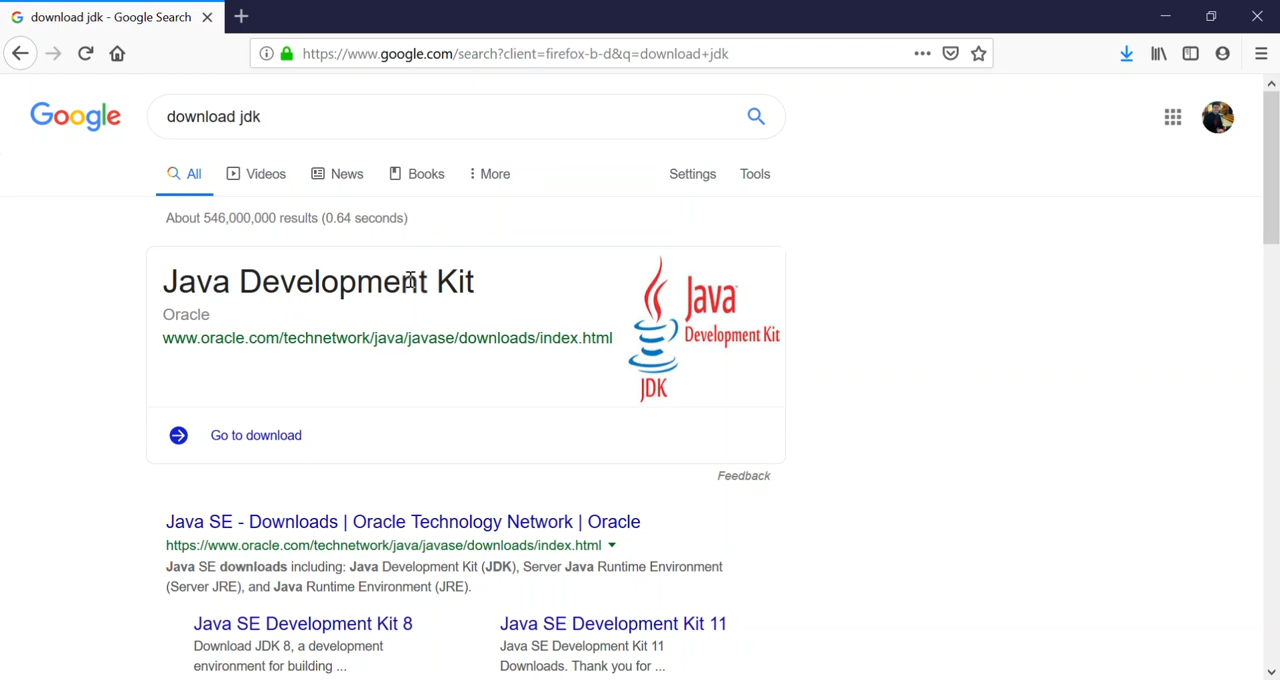 download jdk - Google Search
https://www.google.com/search?client=firefox-b-d&q=download+jdk
Google
download jdk
All Videos News Books More Settings Tools
About 546,000,000 results (0.64 seconds)
Java Development Kit
Oracle
www.oracle.com/technetwork/java/javase/downloads/index.html
Java
Development Kit
JDK
Go to download
Feedback
Java SE - Downloads | Oracle Technology Network | Oracle
https://www.oracle.com/technetwork/java/javase/downloads/index.html
Java SE downloads including: Java Development Kit (JDK), Server Java Runtime Environment
(Server JRE), and Java Runtime Environment (JRE).
Java SE Development Kit 8 Java SE Development Kit 11
Download JDK 8, a development Java SE Development Kit 11
environment for building ... Downloads. Thank you for ...